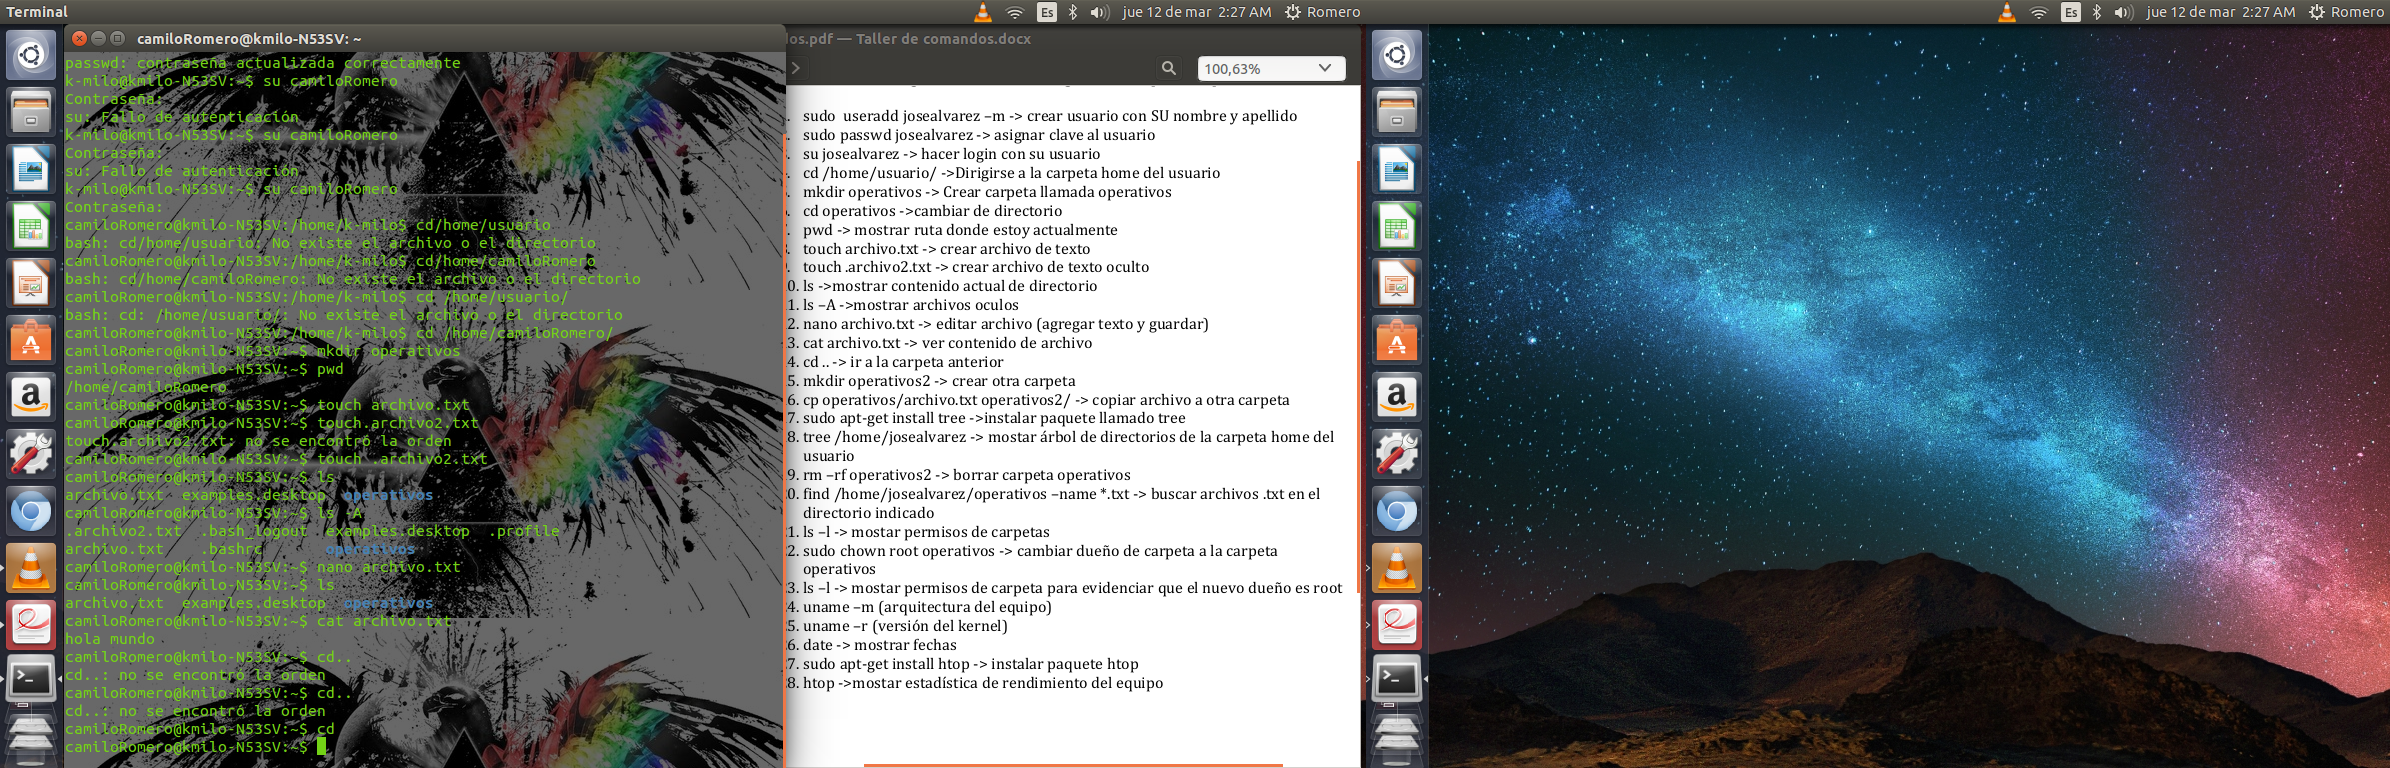 Terminal
Es
jue 12 de mar 2:27 AM
Romero
Es
jue 12 de mar 2:27 AM
Romero
camiloRomero@kmilo-N53SV: ~
passwd: contraseña actualizada correctamente
k-milo@kmilo-N53SV:~$ su camiloRomero
Contraseña:
su: Fallo de autenticación
k-milo@kmilo-N53SV:~$ su camiloRomero
Contraseña:
su: Fallo de autenticación
k-milo@kmilo-N53SV:~$ su camiloRomero
Contraseña:
camiloRomero@kmilo-N53SV:/home/k-milo$ cd/home/usuario
bash: cd/home/usuario: No existe el archivo o el directorio
camiloRomero@kmilo-N53SV:/home/k-milo$ cd/home/camiloRomero
bash: cd/home/camiloRomero: No existe el archivo o el directorio
camiloRomero@kmilo-N53SV:/home/k-milo$ cd /home/usuario/
bash: cd: /home/usuario/: No existe el archivo o el directorio
camiloRomero@kmilo-N53SV:/home/k-milo$ cd /home/camiloRomero/
camiloRomero@kmilo-N53SV:~$ mkdir operativos
camiloRomero@kmilo-N53SV:~$ pwd
/home/camiloRomero
camiloRomero@kmilo-N53SV:~$ touch archivo.txt
camiloRomero@kmilo-N53SV:~$ touch.archivo2.txt
touch.archivo2.txt: no se encontró la orden
camiloRomero@kmilo-N53SV:~$ touch .archivo2.txt
camiloRomero@kmilo-N53SV:~$ ls
archivo.txt examples.desktop operativos
camiloRomero@kmilo-N53SV:~$ ls -A
.archivo2.txt .bash_logout examples.desktop .profile
archivo.txt .bashrc operativos
camiloRomero@kmilo-N53SV:~$ nano archivo.txt
camiloRomero@kmilo-N53SV:~$ ls
archivo.txt examples.desktop operativos
camiloRomero@kmilo-N53SV:~$ cat archivo.txt
hola mundo
camiloRomero@kmilo-N53SV:~$ cd..
cd..: no se encontró la orden
camiloRomero@kmilo-N53SV:~$ cd..
cd..: no se encontró la orden
camiloRomero@kmilo-N53SV:~$ cd
camiloRomero@kmilo-N53SV:~$
os.pdf — Taller de comandos.docx
100,63%
. sudo useradd josealvarez –m -> crear usuario con SU nombre y apellido
. sudo passwd josealvarez -> asignar clave al usuario
. su josealvarez -> hacer login con su usuario
. cd /home/usuario/ ->Dirigirse a la carpeta home del usuario
. mkdir operativos -> Crear carpeta llamada operativos
. cd operativos ->cambiar de directorio
. pwd -> mostrar ruta donde estoy actualmente
. touch archivo.txt -> crear archivo de texto
. touch .archivo2.txt -> crear archivo de texto oculto
0. ls ->mostrar contenido actual de directorio
1. ls –A ->mostrar archivos oculos
2. nano archivo.txt -> editar archivo (agregar texto y guardar)
3. cat archivo.txt -> ver contenido de archivo
4. cd .. -> ir a la carpeta anterior
5. mkdir operativos2 -> crear otra carpeta
6. cp operativos/archivo.txt operativos2/ -> copiar archivo a otra carpeta
7. sudo apt-get install tree ->instalar paquete llamado tree
8. tree /home/josealvarez -> mostar árbol de directorios de la carpeta home del
usuario
9. rm –rf operativos2 -> borrar carpeta operativos
0. find /home/josealvarez/operativos –name *.txt -> buscar archivos .txt en el
directorio indicado
1. ls –l -> mostar permisos de carpetas
2. sudo chown root operativos -> cambiar dueño de carpeta a la carpeta
operativos
3. ls –l -> mostar permisos de carpeta para evidenciar que el nuevo dueño es root
4. uname –m (arquitectura del equipo)
5. uname –r (versión del kernel)
6. date -> mostrar fechas
7. sudo apt-get install htop -> instalar paquete htop
8. htop ->mostar estadística de rendimiento del equipo